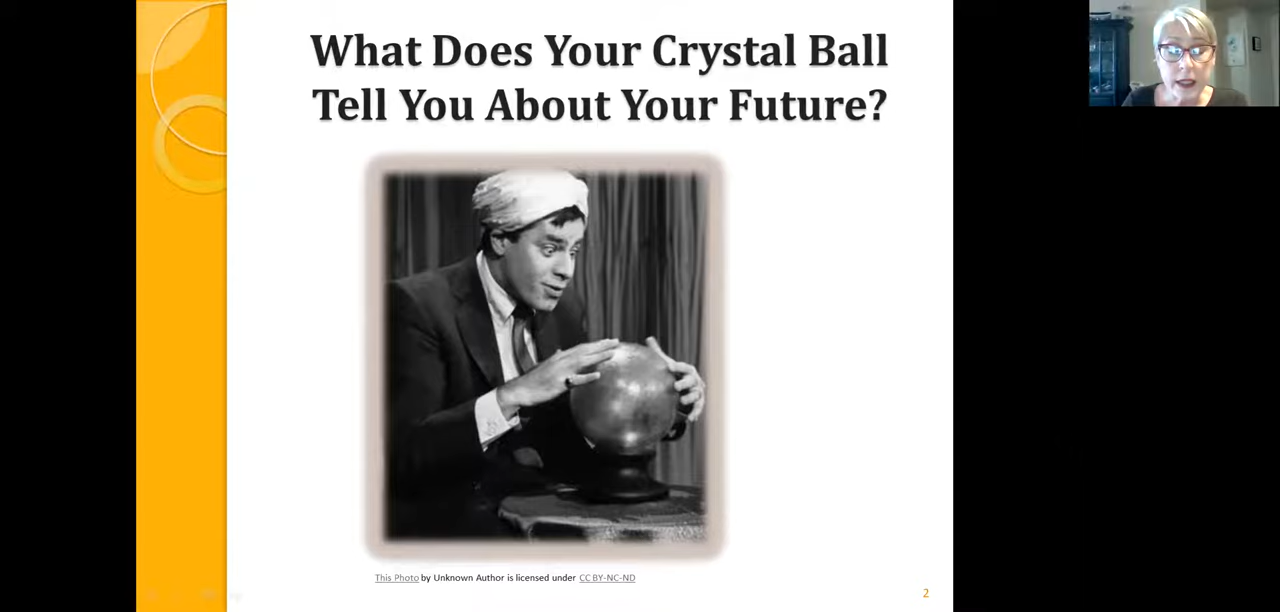 What Does Your Crystal Ball
Tell You About Your Future?
This Photo by Unknown Author is licensed under CC BY-NC-ND
2